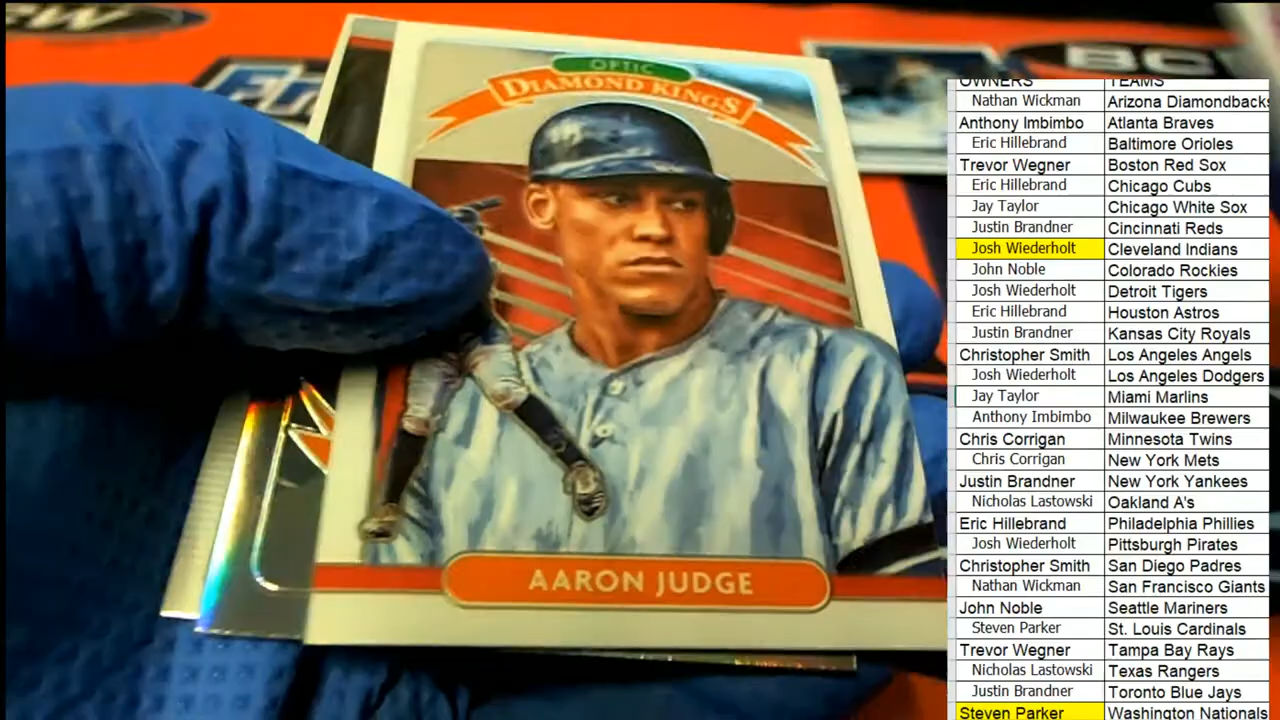 OPTIC
DIAMOND KINGS
AARON JUDGE
BC
OWNERS TEAMS
Nathan Wickman Arizona Diamondbacks
Anthony Imbimbo Atlanta Braves
Eric Hillebrand Baltimore Orioles
Trevor Wegner Boston Red Sox
Eric Hillebrand Chicago Cubs
Jay Taylor Chicago White Sox
Justin Brandner Cincinnati Reds
Josh Wiederholt Cleveland Indians
John Noble Colorado Rockies
Josh Wiederholt Detroit Tigers
Eric Hillebrand Houston Astros
Justin Brandner Kansas City Royals
Christopher Smith Los Angeles Angels
Josh Wiederholt Los Angeles Dodgers
Jay Taylor Miami Marlins
Anthony Imbimbo Milwaukee Brewers
Chris Corrigan Minnesota Twins
Chris Corrigan New York Mets
Justin Brandner New York Yankees
Nicholas Lastowski Oakland A's
Eric Hillebrand Philadelphia Phillies
Josh Wiederholt Pittsburgh Pirates
Christopher Smith San Diego Padres
Nathan Wickman San Francisco Giants
John Noble Seattle Mariners
Steven Parker St. Louis Cardinals
Trevor Wegner Tampa Bay Rays
Nicholas Lastowski Texas Rangers
Justin Brandner Toronto Blue Jays
Steven Parker Washington Nationals